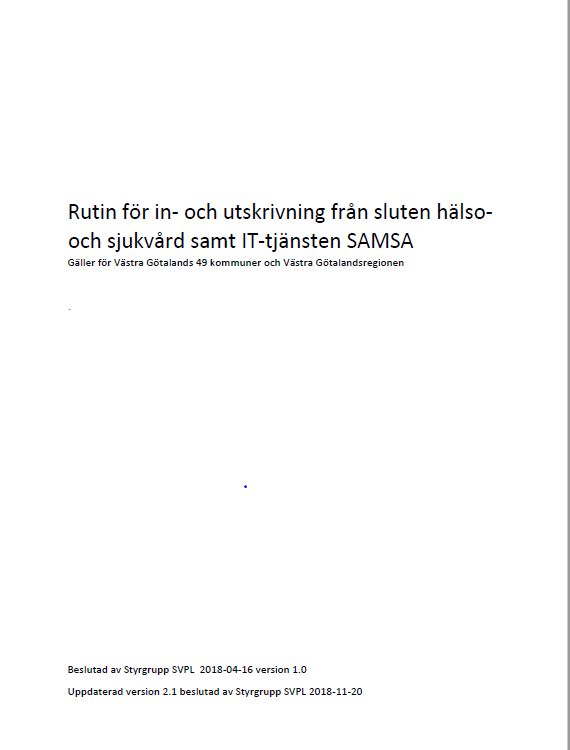 Rutin för in- och utskrivning från sluten hälso-
och sjukvård samt IT-tjänsten SAMSA
Gäller för Västra Götalands 49 kommuner och Västra Götalandsregionen
Beslutad av Styrgrupp SVPL 2018-04-16 version 1.0
Uppdaterad version 2.1 beslutad av Styrgrupp SVPL 2018-11-20